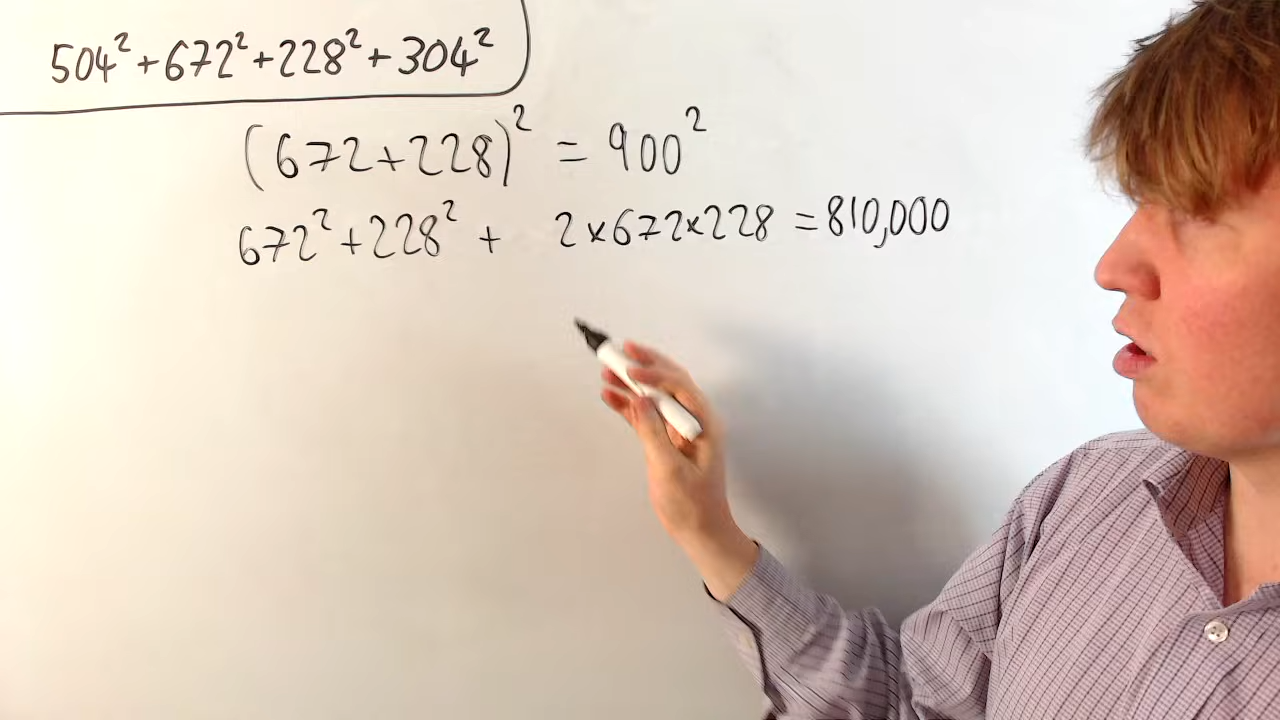 504² + 672² + 228² + 304²
(672+228)² = 900²
672² + 228² + 2×672×228 = 810,000